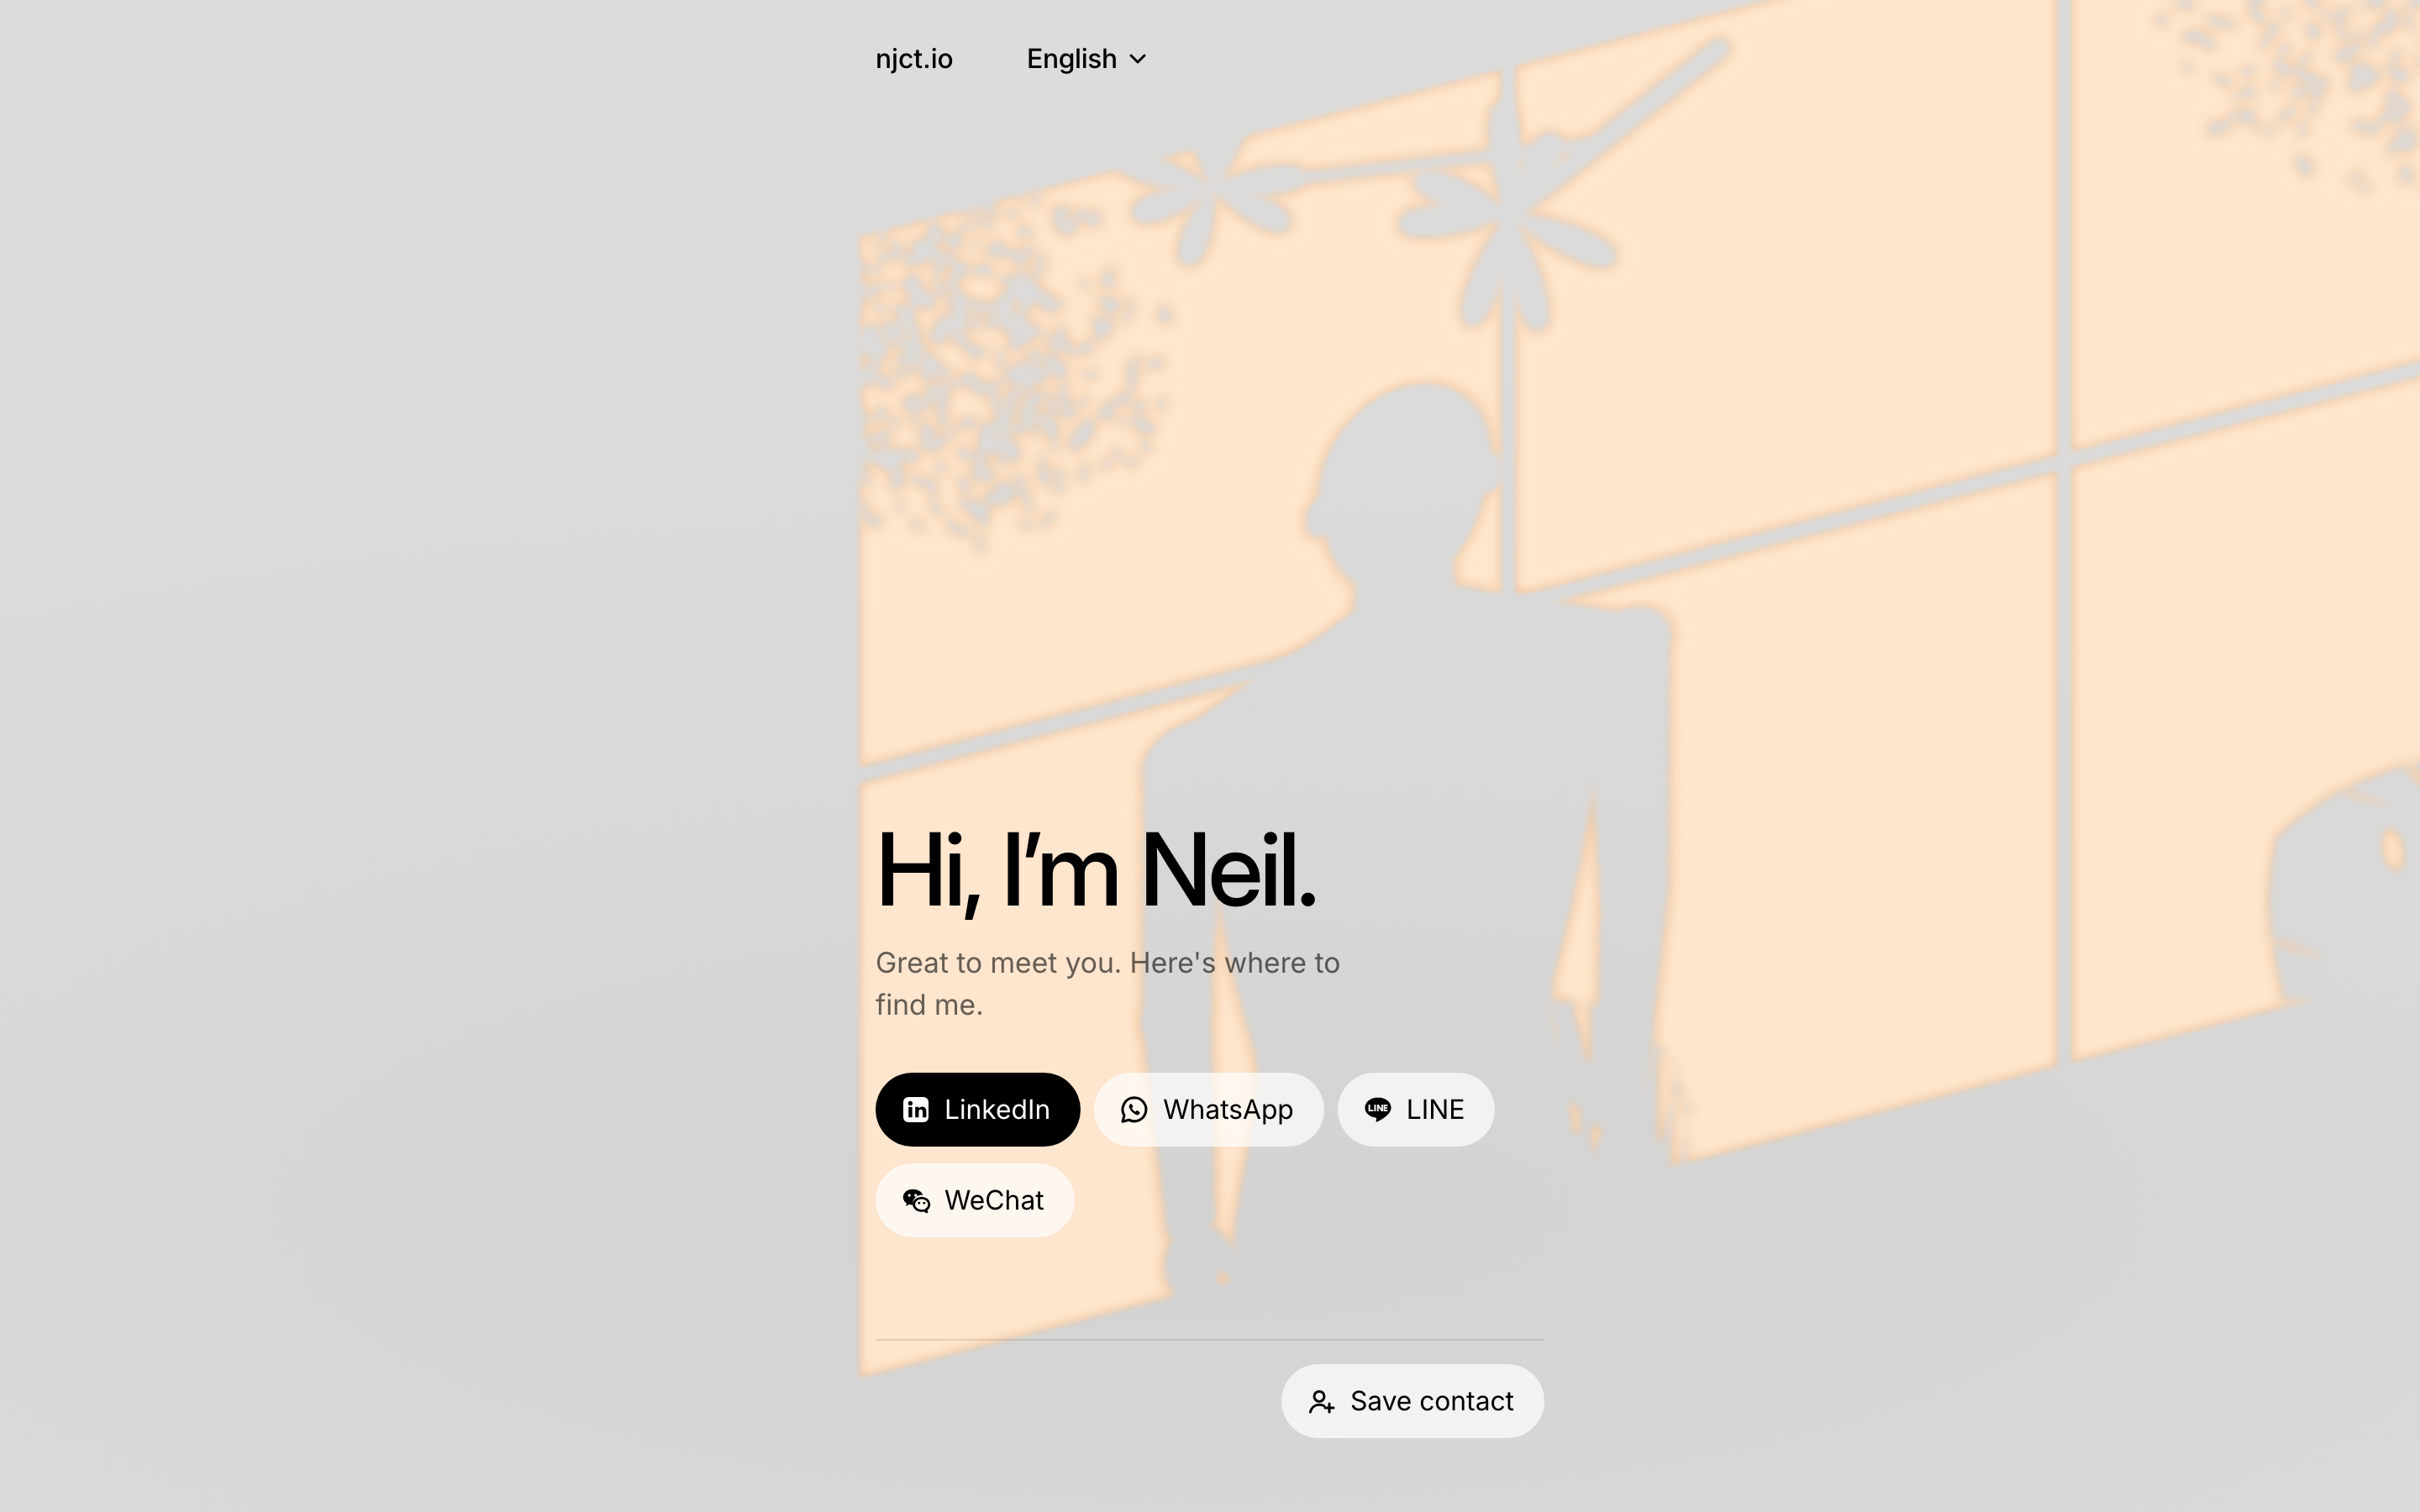 njct.io English
Hi, I’m Neil.
Great to meet you. Here's where to
find me.
LinkedIn WhatsApp LINE
WeChat
Save contact